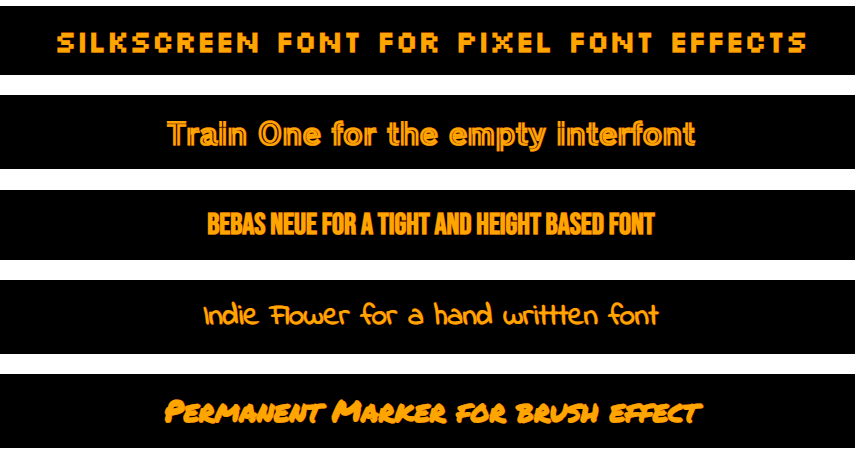 SILKSCREEN FONT FOR PIXEL FONT EFFECTS
Train One for the empty interfont
BEBAS NEUE FOR A TIGHT AND HEIGHT BASED FONT
Indie Flower for a hand writtten font
Permanent Marker for brush effect